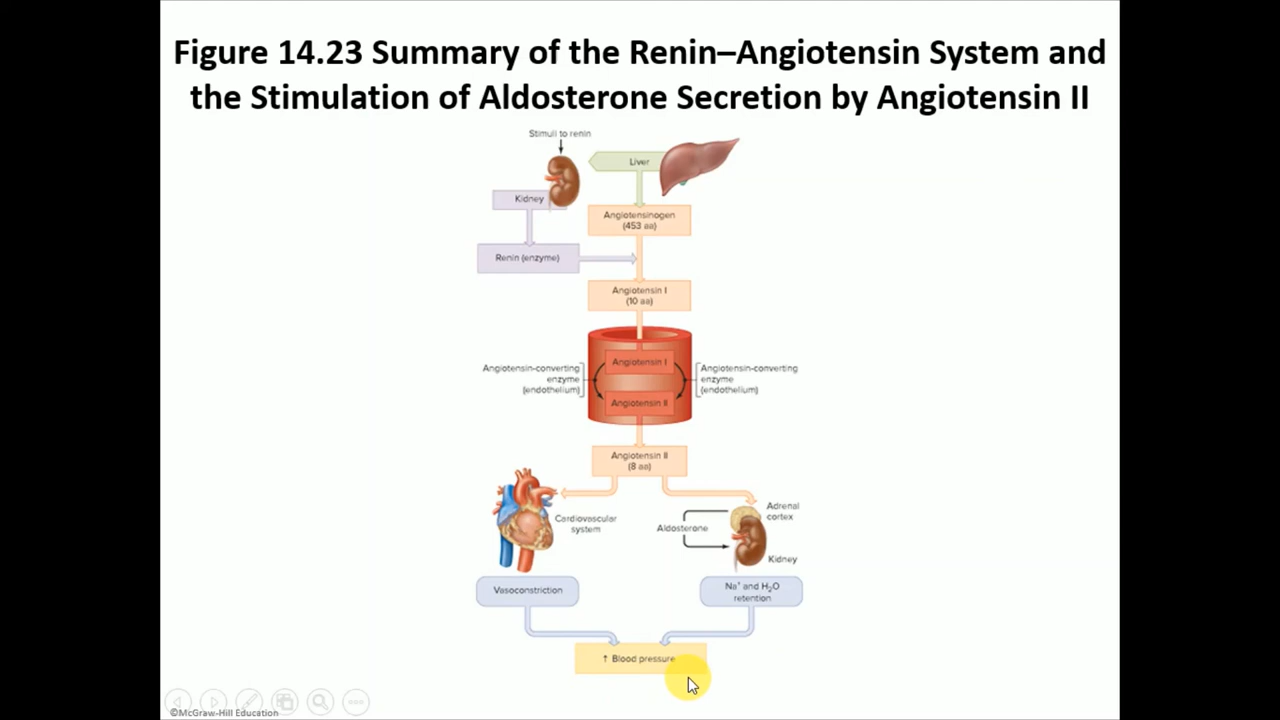 Figure 14.23 Summary of the Renin–Angiotensin System and
the Stimulation of Aldosterone Secretion by Angiotensin II
Stimuli to renin
Liver
Kidney
Angiotensinogen
(453 aa)
Renin (enzyme)
Angiotensin I
(10 aa)
Angiotensin I
Angiotensin-converting
enzyme
(endothelium)
Angiotensin-converting
enzyme
(endothelium)
Angiotensin II
Angiotensin II
(8 aa)
Cardiovascular
system
Adrenal
cortex
Aldosterone
Kidney
Vasoconstriction
Na⁺ and H₂O
retention
↑ Blood pressure
©McGraw-Hill Education